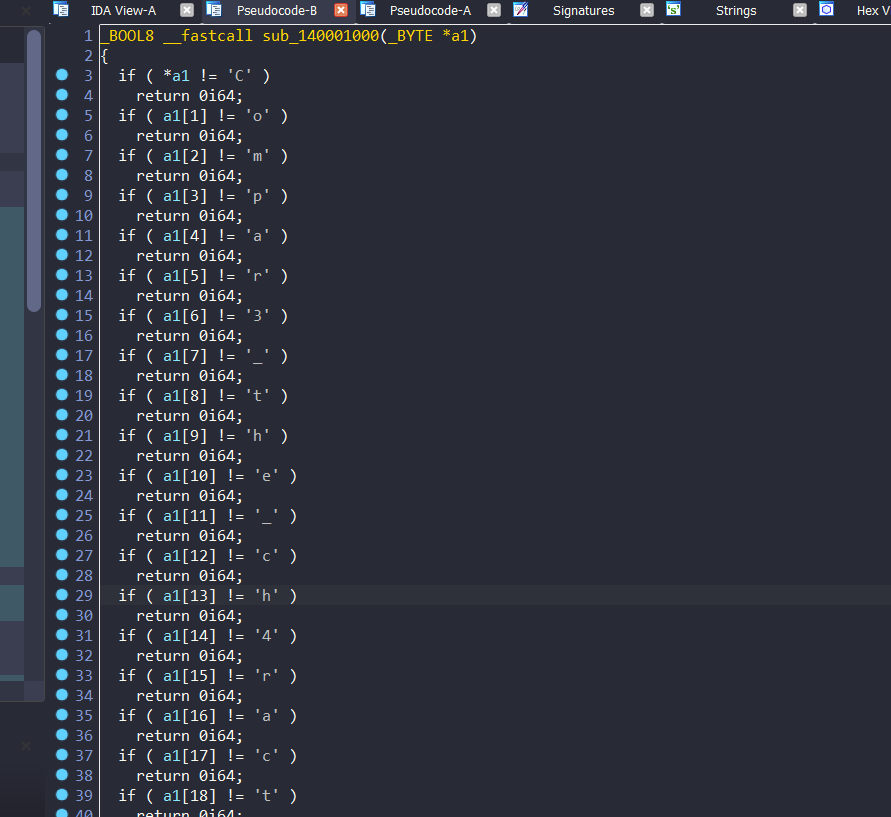 IDA View-A Pseudocode-B Pseudocode-A Signatures Strings Hex V
1 _BOOL8 __fastcall sub_140001000(_BYTE *a1)
2 {
3 if ( *a1 != 'C' )
4 return 0i64;
5 if ( a1[1] != 'o' )
6 return 0i64;
7 if ( a1[2] != 'm' )
8 return 0i64;
9 if ( a1[3] != 'p' )
10 return 0i64;
11 if ( a1[4] != 'a' )
12 return 0i64;
13 if ( a1[5] != 'r' )
14 return 0i64;
15 if ( a1[6] != '3' )
16 return 0i64;
17 if ( a1[7] != '_' )
18 return 0i64;
19 if ( a1[8] != 't' )
20 return 0i64;
21 if ( a1[9] != 'h' )
22 return 0i64;
23 if ( a1[10] != 'e' )
24 return 0i64;
25 if ( a1[11] != '_' )
26 return 0i64;
27 if ( a1[12] != 'c' )
28 return 0i64;
29 if ( a1[13] != 'h' )
30 return 0i64;
31 if ( a1[14] != '4' )
32 return 0i64;
33 if ( a1[15] != 'r' )
34 return 0i64;
35 if ( a1[16] != 'a' )
36 return 0i64;
37 if ( a1[17] != 'c' )
38 return 0i64;
39 if ( a1[18] != 't' )
40 return 0i64;